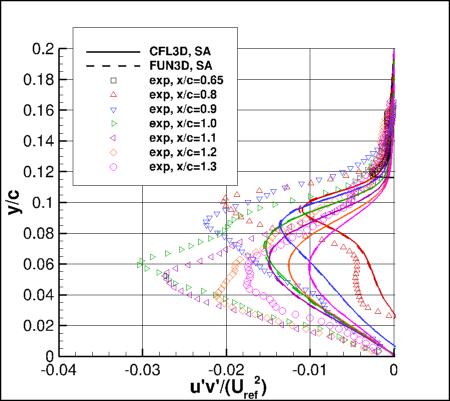 0.2
0.18
0.16
0.14
0.12
0.1
0.08
0.06
0.04
0.02
0
y/c
CFL3D, SA
FUN3D, SA
exp, x/c=0.65
exp, x/c=0.8
exp, x/c=0.9
exp, x/c=1.0
exp, x/c=1.1
exp, x/c=1.2
exp, x/c=1.3
-0.04 -0.03 -0.02 -0.01 0
u'v'/(U_ref^2)